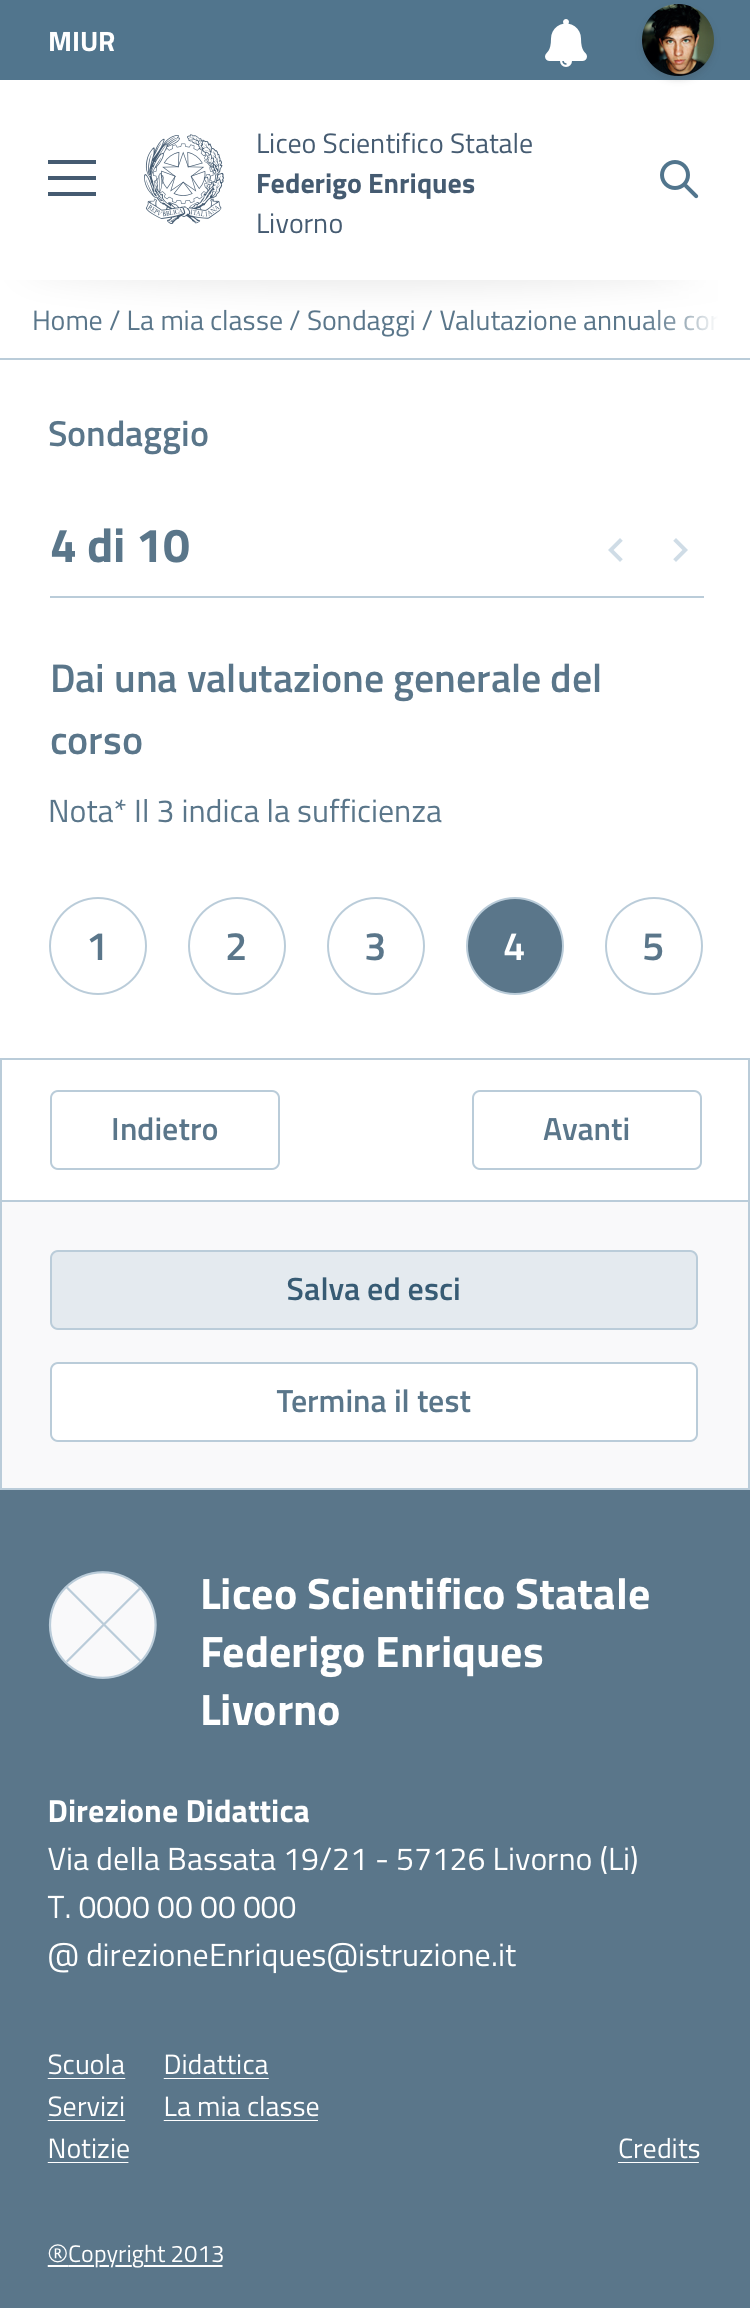 MIUR
Liceo Scientifico Statale
Federigo Enriques
Livorno
REPVBBLICA ITALIANA
Home / La mia classe / Sondaggi / Valutazione annuale cor
Sondaggio
4 di 10
Dai una valutazione generale del
corso
Nota* Il 3 indica la sufficienza
1 2 3 4 5
Indietro Avanti
Salva ed esci
Termina il test
Liceo Scientifico Statale
Federigo Enriques
Livorno
Direzione Didattica
Via della Bassata 19/21 - 57126 Livorno (Li)
T. 0000 00 00 000
@ direzioneEnriques@istruzione.it
Scuola Didattica
Servizi La mia classe
Notizie Credits
®Copyright 2013